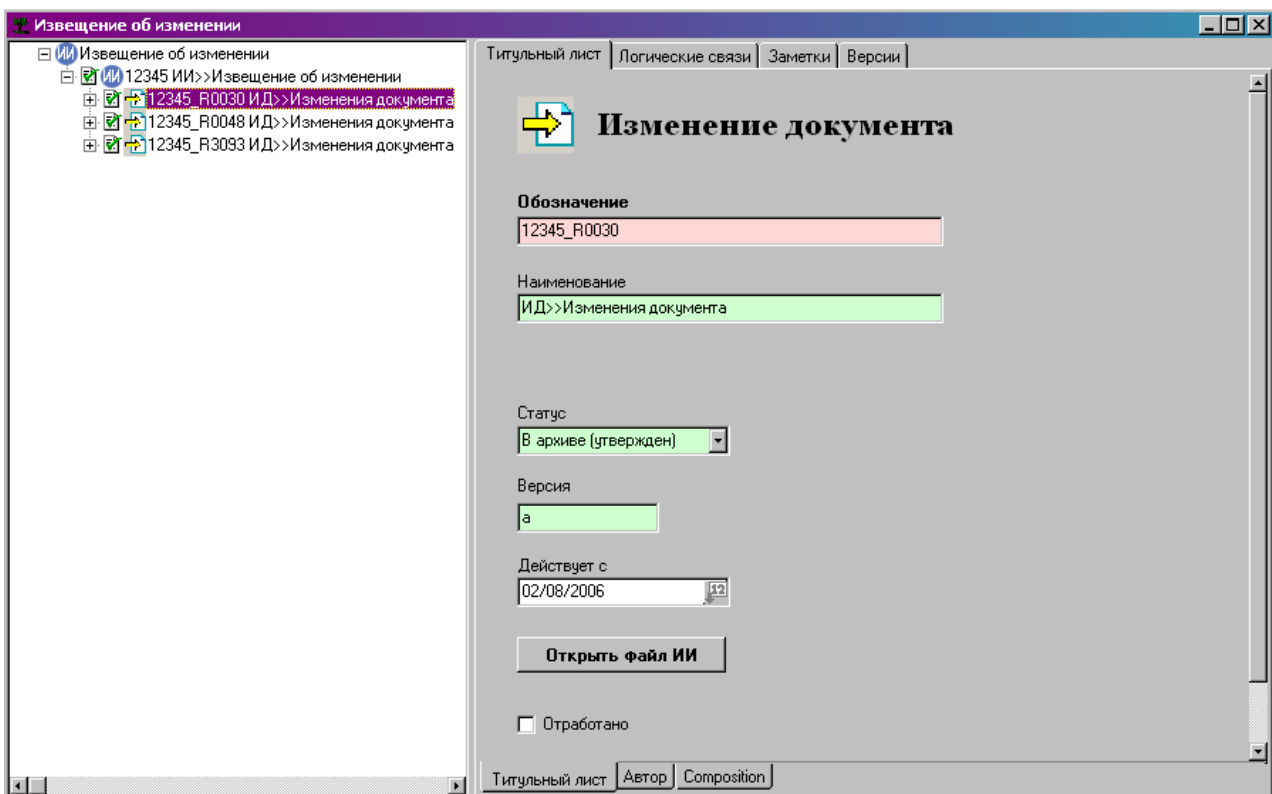 Извещение об изменении
ИИ Извещение об изменении
ИИ 12345 ИИ>>Извещение об изменении
12345_R0030 ИД>>Изменения документа
12345_R0048 ИД>>Изменения документа
12345_R3093 ИД>>Изменения документа
Титульный лист Логические связи Заметки Версии
Изменение документа
Обозначение
12345_R0030
Наименование
ИД>>Изменения документа
Статус
В архиве (утвержден)
Версия
а
Действует с
02/08/2006 12
Открыть файл ИИ
Отработано
Титульный лист Автор Composition